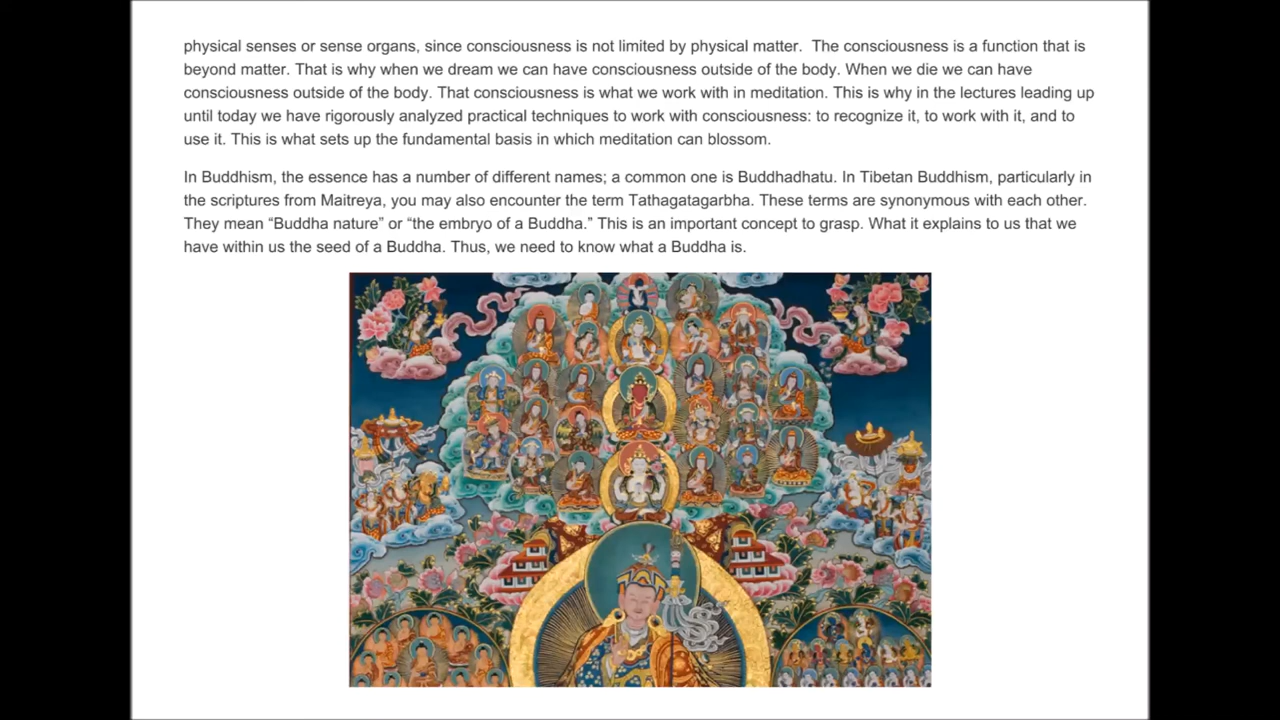 physical senses or sense organs, since consciousness is not limited by physical matter.  The consciousness is a function that is
beyond matter. That is why when we dream we can have consciousness outside of the body. When we die we can have
consciousness outside of the body. That consciousness is what we work with in meditation. This is why in the lectures leading up
until today we have rigorously analyzed practical techniques to work with consciousness: to recognize it, to work with it, and to
use it. This is what sets up the fundamental basis in which meditation can blossom.
In Buddhism, the essence has a number of different names; a common one is Buddhadhatu. In Tibetan Buddhism, particularly in
the scriptures from Maitreya, you may also encounter the term Tathagatagarbha. These terms are synonymous with each other.
They mean “Buddha nature” or “the embryo of a Buddha.” This is an important concept to grasp. What it explains to us that we
have within us the seed of a Buddha. Thus, we need to know what a Buddha is.